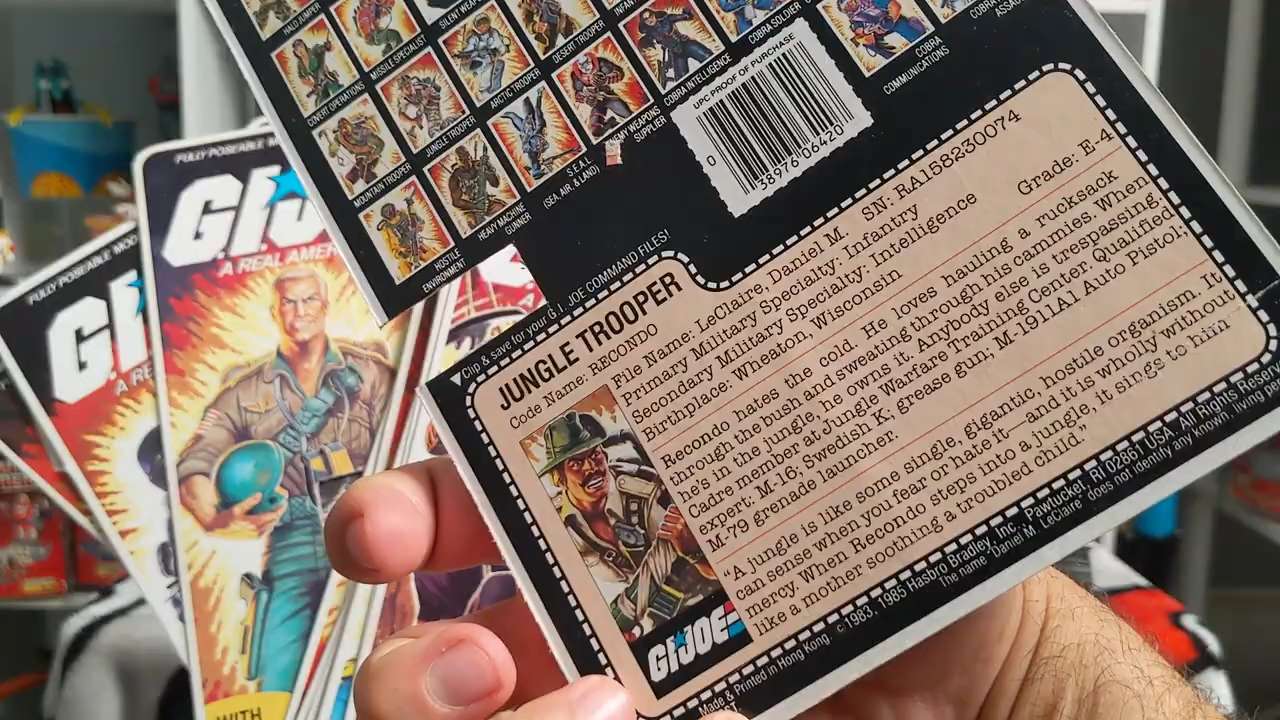 HALO JUMPER
MISSILE SPECIALIST
DESERT TROOPER
COBRA SOLDIER
COVERT OPERATIONS
JUNGLE TROOPER
ARCTIC TROOPER
COBRA INTELLIGENCE
COBRA
COMMUNICATIONS
MOUNTAIN TROOPER
HEAVY MACHINE
GUNNER
S.E.A.L.
(SEA, AIR, & LAND)
ENEMY WEAPONS
SUPPLIER
HOSTILE
ENVIRONMENT
UPC PROOF OF PURCHASE
0 38976 06420
FULLY POSEABLE
G.I. JOE
A REAL AMER
FULLY POSEABLE MOD
G.I.
A RE
WITH
Clip & save for your G.I. JOE COMMAND FILES!
JUNGLE TROOPER
Code Name: RECONDO
File Name: LeClaire, Daniel M. SN: RA158230074
Primary Military Specialty: Infantry
Secondary Military Specialty: Intelligence Grade: E-4
Birthplace: Wheaton, Wisconsin
Recondo hates the cold. He loves hauling a rucksack
through the bush and sweating through his cammies. When
he's in the jungle, he owns it. Anybody else is trespassing.
Cadre member at Jungle Warfare Training Center. Qualified
expert: M-16; Swedish K; grease gun; M-1911A1 Auto Pistol;
M-79 grenade launcher.
"A jungle is like some single, gigantic, hostile organism. It
can sense when you fear or hate it—and it is wholly without
mercy. When Recondo steps into a jungle, it sings to him
like a mother soothing a troubled child."
G.I. JOE
Made & Printed in Hong Kong. © 1983, 1985 Hasbro Bradley, Inc. Pawtucket, RI 02861 USA. All Rights Reserv
The name "Daniel M. LeClaire" does not identify any known, living pe